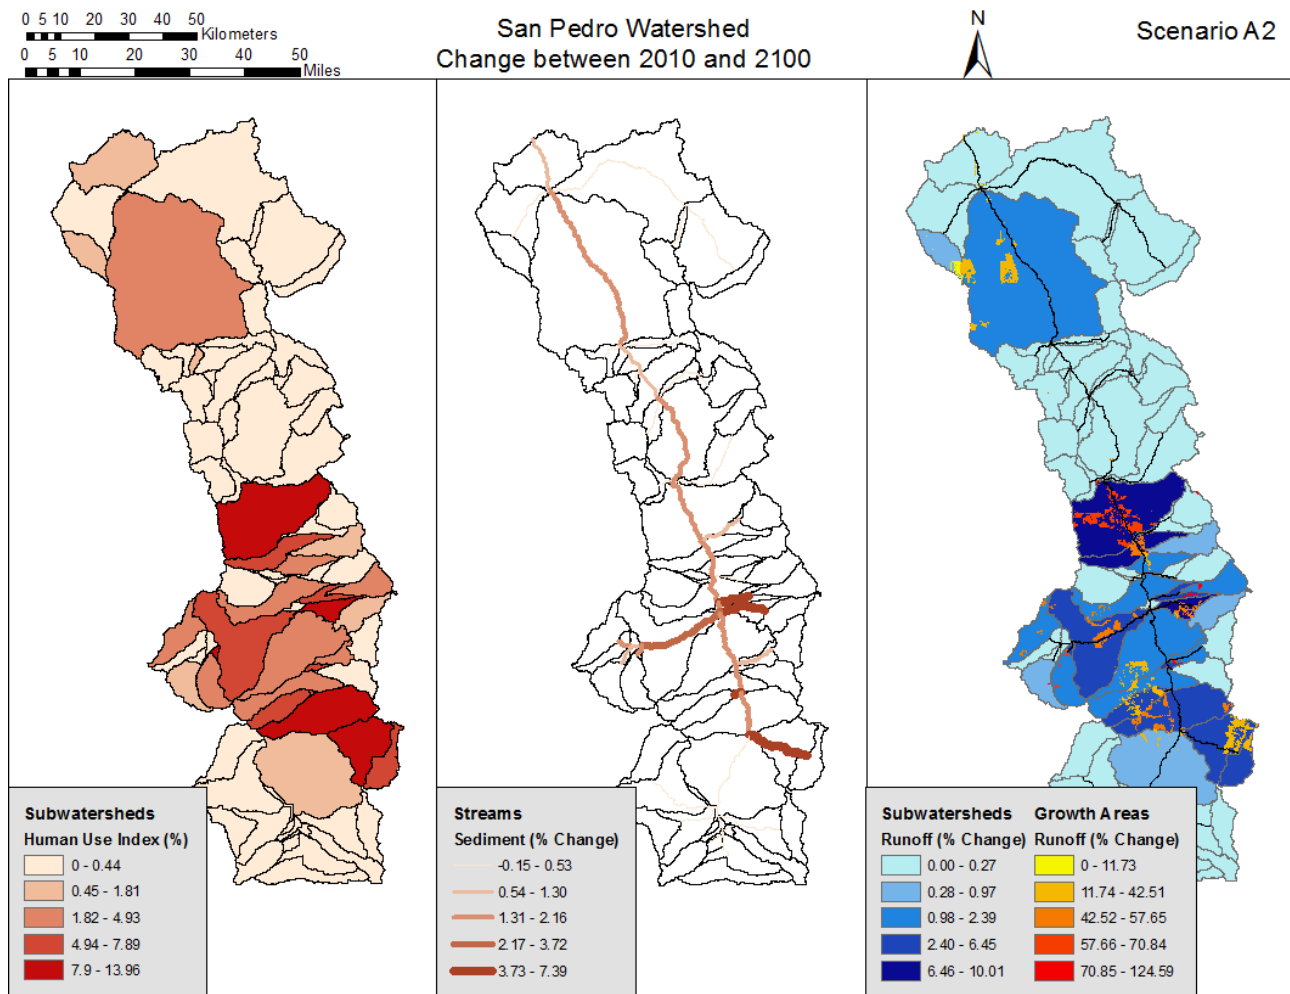 0 5 10 20 30 40 50
Kilometers
0 5 10 20 30 40 50
Miles
San Pedro Watershed
Change between 2010 and 2100
N
Scenario A2
Subwatersheds
Human Use Index (%)
0 - 0.44
0.45 - 1.81
1.82 - 4.93
4.94 - 7.89
7.9 - 13.96
Streams
Sediment (% Change)
-0.15 - 0.53
0.54 - 1.30
1.31 - 2.16
2.17 - 3.72
3.73 - 7.39
Subwatersheds
Runoff (% Change)
0.00 - 0.27
0.28 - 0.97
0.98 - 2.39
2.40 - 6.45
6.46 - 10.01
Growth Areas
Runoff (% Change)
0 - 11.73
11.74 - 42.51
42.52 - 57.65
57.66 - 70.84
70.85 - 124.59